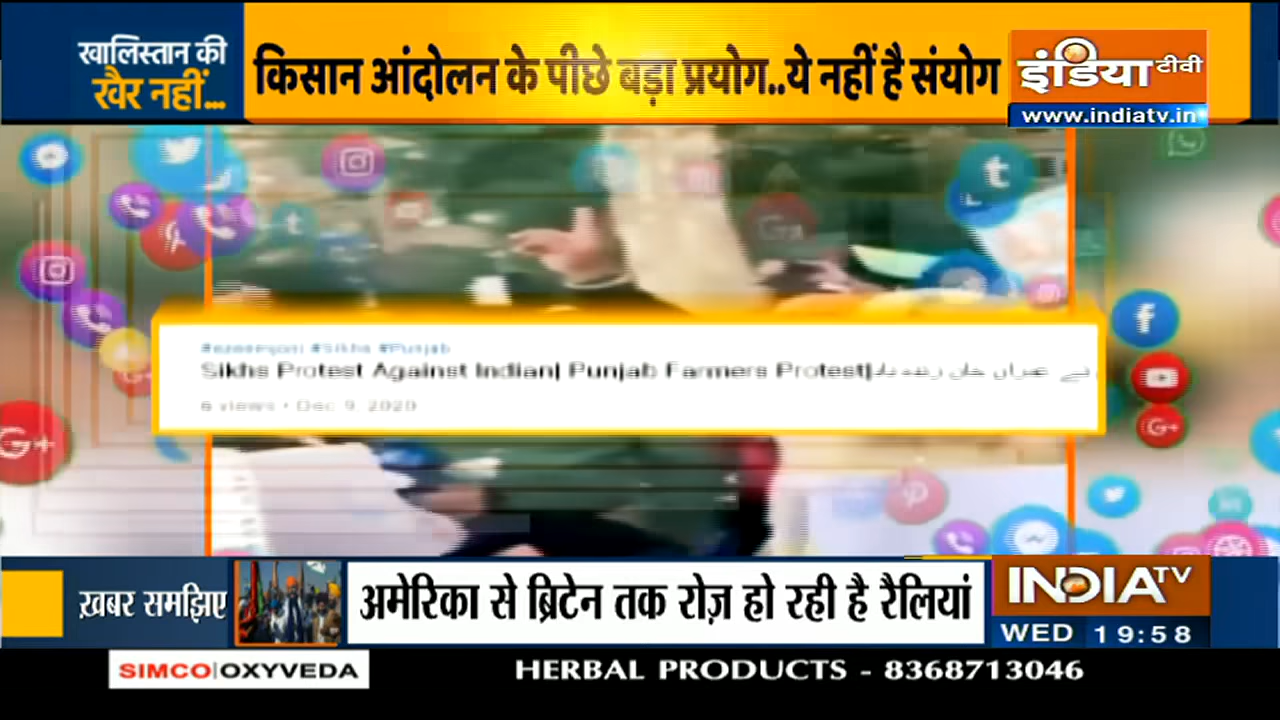 खालिस्तान की
खैर नहीं...
किसान आंदोलन के पीछे बड़ा प्रयोग..ये नहीं है संयोग
इंडिया टीवी
www.indiatv.in
#Sikhs #Punjab
Sikhs Protest Against Indian| Punjab Farmers Protest|
6 views • Dec 9, 2020
ख़बर समझिए
अमेरिका से ब्रिटेन तक रोज़ हो रही है रैलियां
INDIA TV
WED 19:58
SIMCO|OXYVEDA
HERBAL PRODUCTS - 8368713046